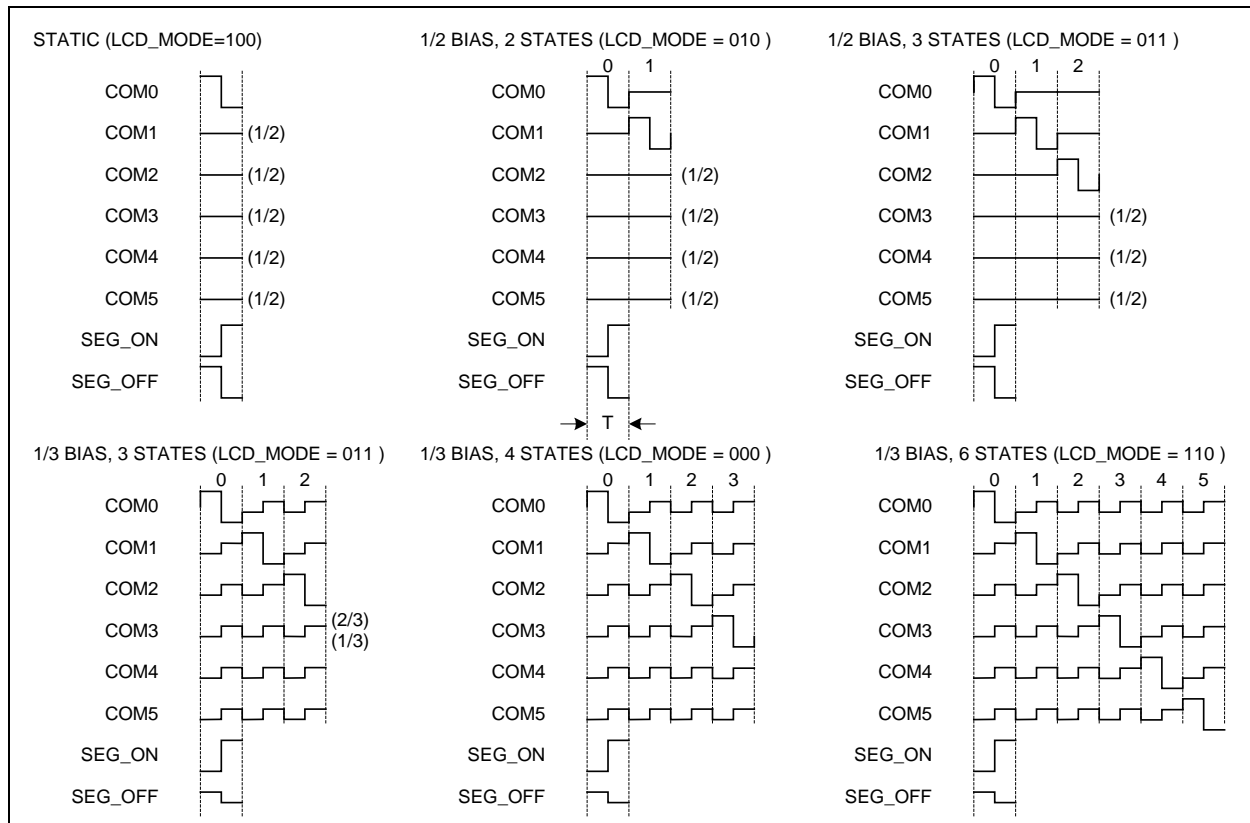 STATIC (LCD_MODE=100)
COM0
COM1 (1/2)
COM2 (1/2)
COM3 (1/2)
COM4 (1/2)
COM5 (1/2)
SEG_ON
SEG_OFF
1/2 BIAS, 2 STATES (LCD_MODE = 010 )
0 1
COM0
COM1
COM2 (1/2)
COM3 (1/2)
COM4 (1/2)
COM5 (1/2)
SEG_ON
SEG_OFF
T
1/2 BIAS, 3 STATES (LCD_MODE = 011 )
0 1 2
COM0
COM1
COM2
COM3 (1/2)
COM4 (1/2)
COM5 (1/2)
SEG_ON
SEG_OFF
1/3 BIAS, 3 STATES (LCD_MODE = 011 )
0 1 2
COM0
COM1
COM2
(2/3)
COM3
(1/3)
COM4
COM5
SEG_ON
SEG_OFF
1/3 BIAS, 4 STATES (LCD_MODE = 000 )
0 1 2 3
COM0
COM1
COM2
COM3
COM4
COM5
SEG_ON
SEG_OFF
1/3 BIAS, 6 STATES (LCD_MODE = 110 )
0 1 2 3 4 5
COM0
COM1
COM2
COM3
COM4
COM5
SEG_ON
SEG_OFF